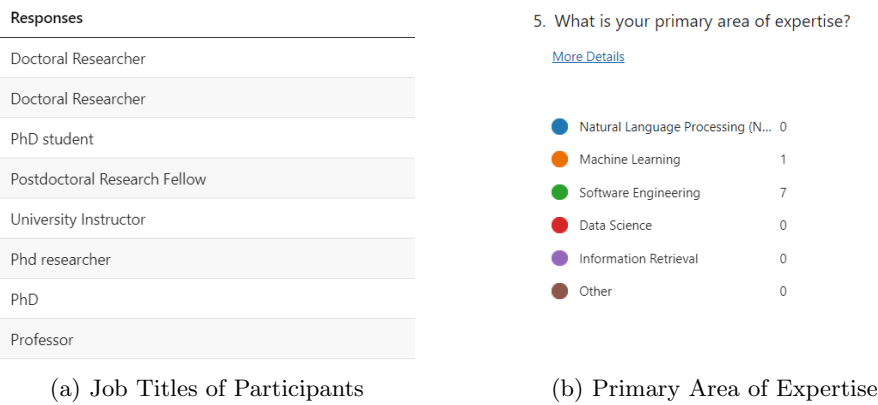 Responses
Doctoral Researcher
Doctoral Researcher
PhD student
Postdoctoral Research Fellow
University Instructor
Phd researcher
PhD
Professor
(a) Job Titles of Participants
5. What is your primary area of expertise?
More Details
Natural Language Processing (N... 0
Machine Learning 1
Software Engineering 7
Data Science 0
Information Retrieval 0
Other 0
(b) Primary Area of Expertise